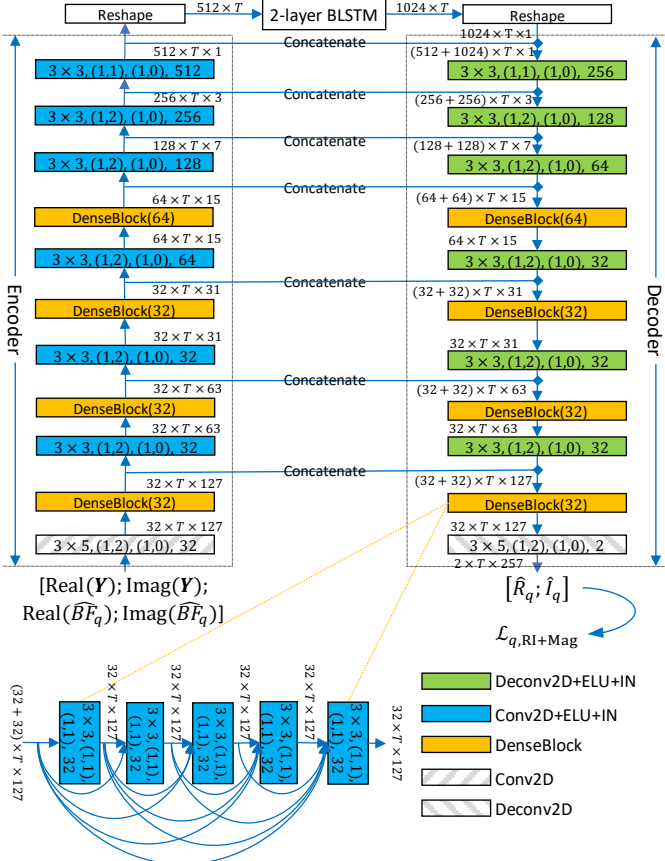 Reshape
512×T
2-layer BLSTM
1024×T
Reshape
1024 × T × 1
Concatenate
512 × T × 1
(512 + 1024) × T × 1
3 × 3, (1,1), (1,0), 512
3 × 3, (1,1), (1,0), 256
Concatenate
256 × T × 3
(256 + 256) × T × 3
3 × 3, (1,2), (1,0), 256
3 × 3, (1,2), (1,0), 128
Concatenate
128 × T × 7
(128 + 128) × T × 7
3 × 3, (1,2), (1,0), 128
3 × 3, (1,2), (1,0), 64
Concatenate
64 × T × 15
(64 + 64) × T × 15
DenseBlock(64)
DenseBlock(64)
64 × T × 15
64 × T × 15
3 × 3, (1,2), (1,0), 64
3 × 3, (1,2), (1,0), 32
Concatenate
32 × T × 31
(32 + 32) × T × 31
DenseBlock(32)
DenseBlock(32)
32 × T × 31
32 × T × 31
3 × 3, (1,2), (1,0), 32
3 × 3, (1,2), (1,0), 32
Concatenate
32 × T × 63
(32 + 32) × T × 63
DenseBlock(32)
DenseBlock(32)
32 × T × 63
32 × T × 63
3 × 3, (1,2), (1,0), 32
3 × 3, (1,2), (1,0), 32
Concatenate
32 × T × 127
(32 + 32) × T × 127
DenseBlock(32)
DenseBlock(32)
32 × T × 127
32 × T × 127
3 × 5, (1,2), (1,0), 32
3 × 5, (1,2), (1,0), 2
2 × T × 257
Encoder
Decoder
[Real(Y); Imag(Y);
Real(B̂F̂_q); Imag(B̂F̂_q)]
[R̂_q; Î_q]
ℒ_q,RI+Mag
(32 + 32) × T × 127
3 × 3, (1,1),
(1,1), 32
32 × T × 127
3 × 3, (1,1),
(1,1), 32
32 × T × 127
3 × 3, (1,1),
(1,1), 32
32 × T × 127
3 × 3, (1,1),
(1,1), 32
32 × T × 127
3 × 3, (1,1),
(1,1), 32
32 × T × 127
Deconv2D+ELU+IN
Conv2D+ELU+IN
DenseBlock
Conv2D
Deconv2D